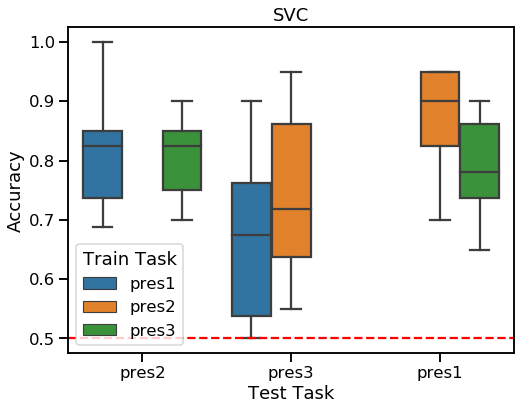 SVC
Accuracy
1.0
0.9
0.8
0.7
0.6
0.5
Train Task
pres1
pres2
pres3
pres2 pres3 pres1
Test Task